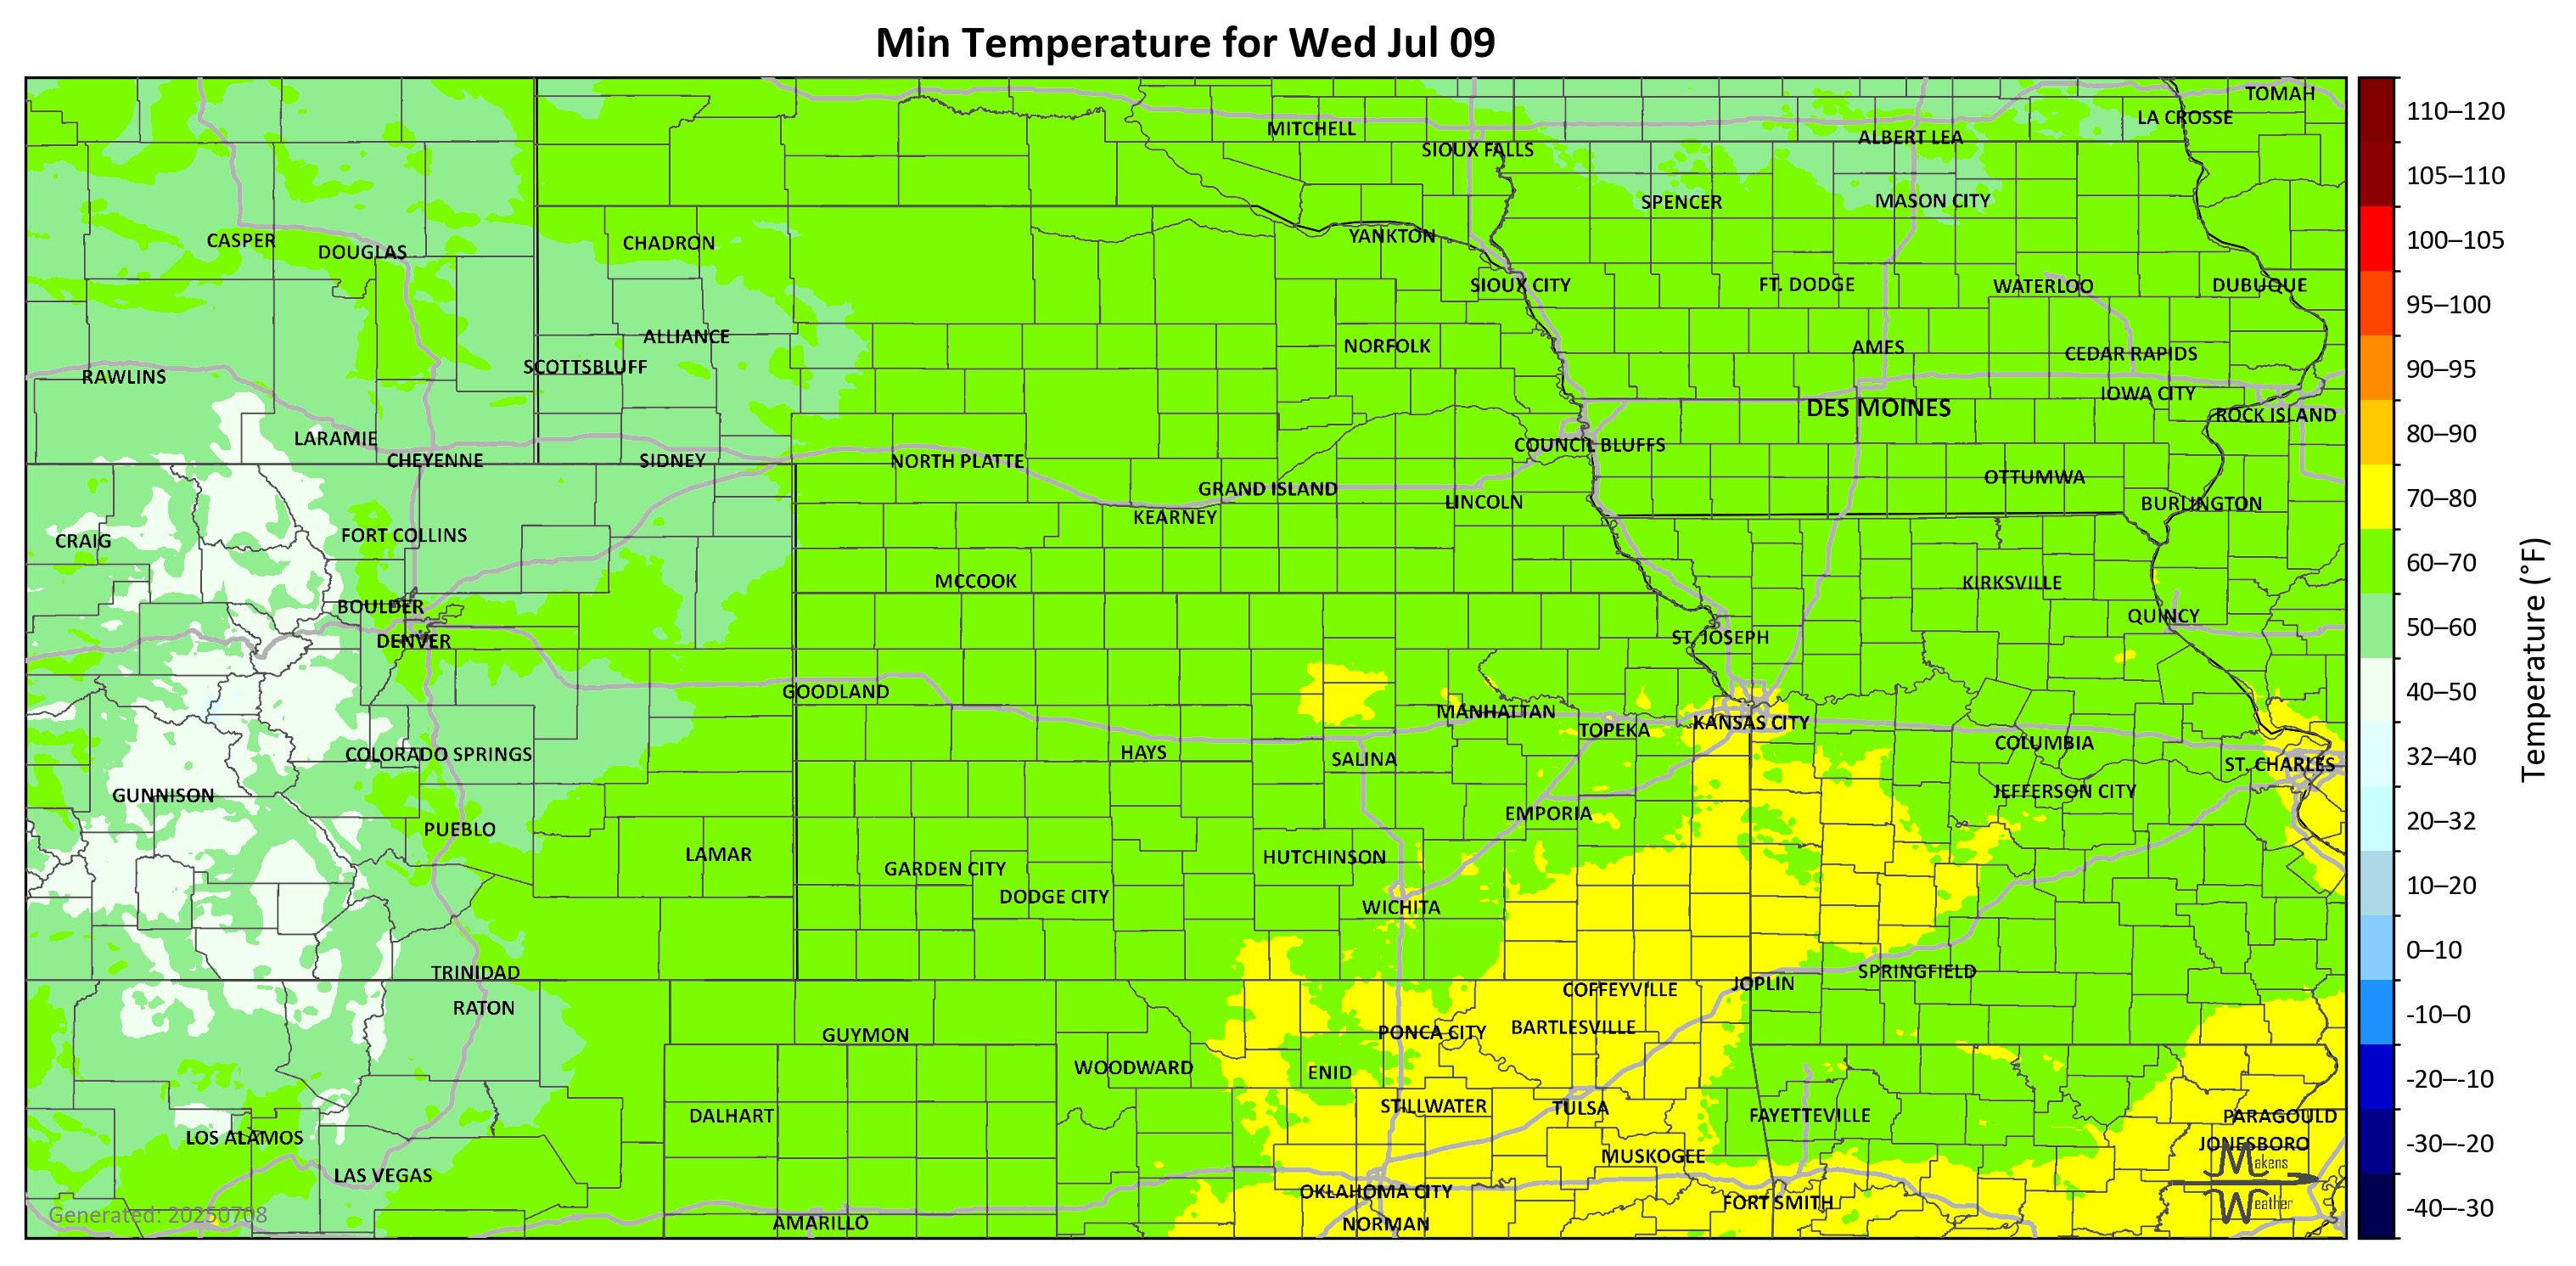 Min Temperature for Wed Jul 09
TOMAH
LA CROSSE
MITCHELL
ALBERT LEA
SIOUX FALLS
SPENCER
MASON CITY
CASPER
DOUGLAS
CHADRON
YANKTON
SIOUX CITY
FT. DODGE
WATERLOO
DUBUQUE
ALLIANCE
NORFOLK
AMES
CEDAR RAPIDS
SCOTTSBLUFF
RAWLINS
IOWA CITY
DES MOINES
ROCK ISLAND
LARAMIE
COUNCIL BLUFFS
CHEYENNE
SIDNEY
NORTH PLATTE
OTTUMWA
GRAND ISLAND
LINCOLN
BURLINGTON
KEARNEY
FORT COLLINS
CRAIG
MCCOOK
KIRKSVILLE
BOULDER
QUINCY
DENVER
ST. JOSEPH
GOODLAND
MANHATTAN
KANSAS CITY
TOPEKA
COLUMBIA
COLORADO SPRINGS
HAYS
SALINA
ST. CHARLES
GUNNISON
JEFFERSON CITY
EMPORIA
PUEBLO
LAMAR
HUTCHINSON
GARDEN CITY
DODGE CITY
WICHITA
TRINIDAD
SPRINGFIELD
JOPLIN
COFFEYVILLE
RATON
BARTLESVILLE
PONCA CITY
GUYMON
WOODWARD
ENID
STILLWATER
TULSA
DALHART
FAYETTEVILLE
PARAGOULD
LOS ALAMOS
JONESBORO
MUSKOGEE
LAS VEGAS
OKLAHOMA CITY
FORT SMITH
AMARILLO
NORMAN
Generated: 20250708
Makens
Weather
110–120
105–110
100–105
95–100
90–95
80–90
70–80
60–70
50–60
40–50
32–40
20–32
10–20
0–10
-10–0
-20–-10
-30–-20
-40–-30
Temperature (°F)